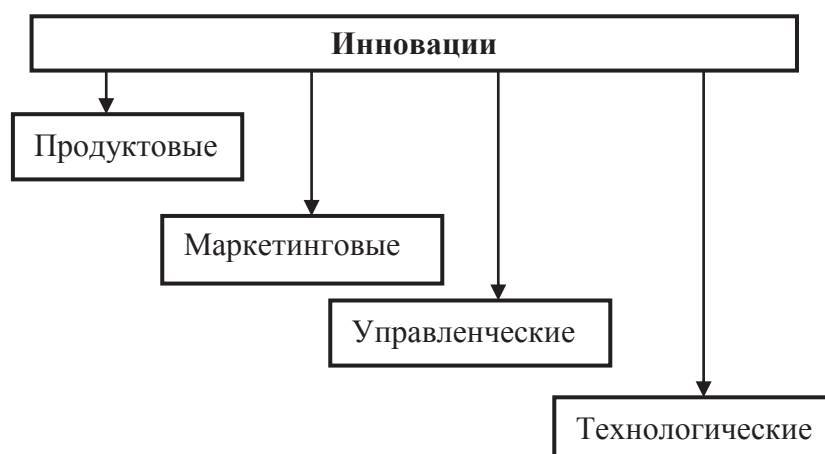 Инновации
Продуктовые
Маркетинговые
Управленческие
Технологические